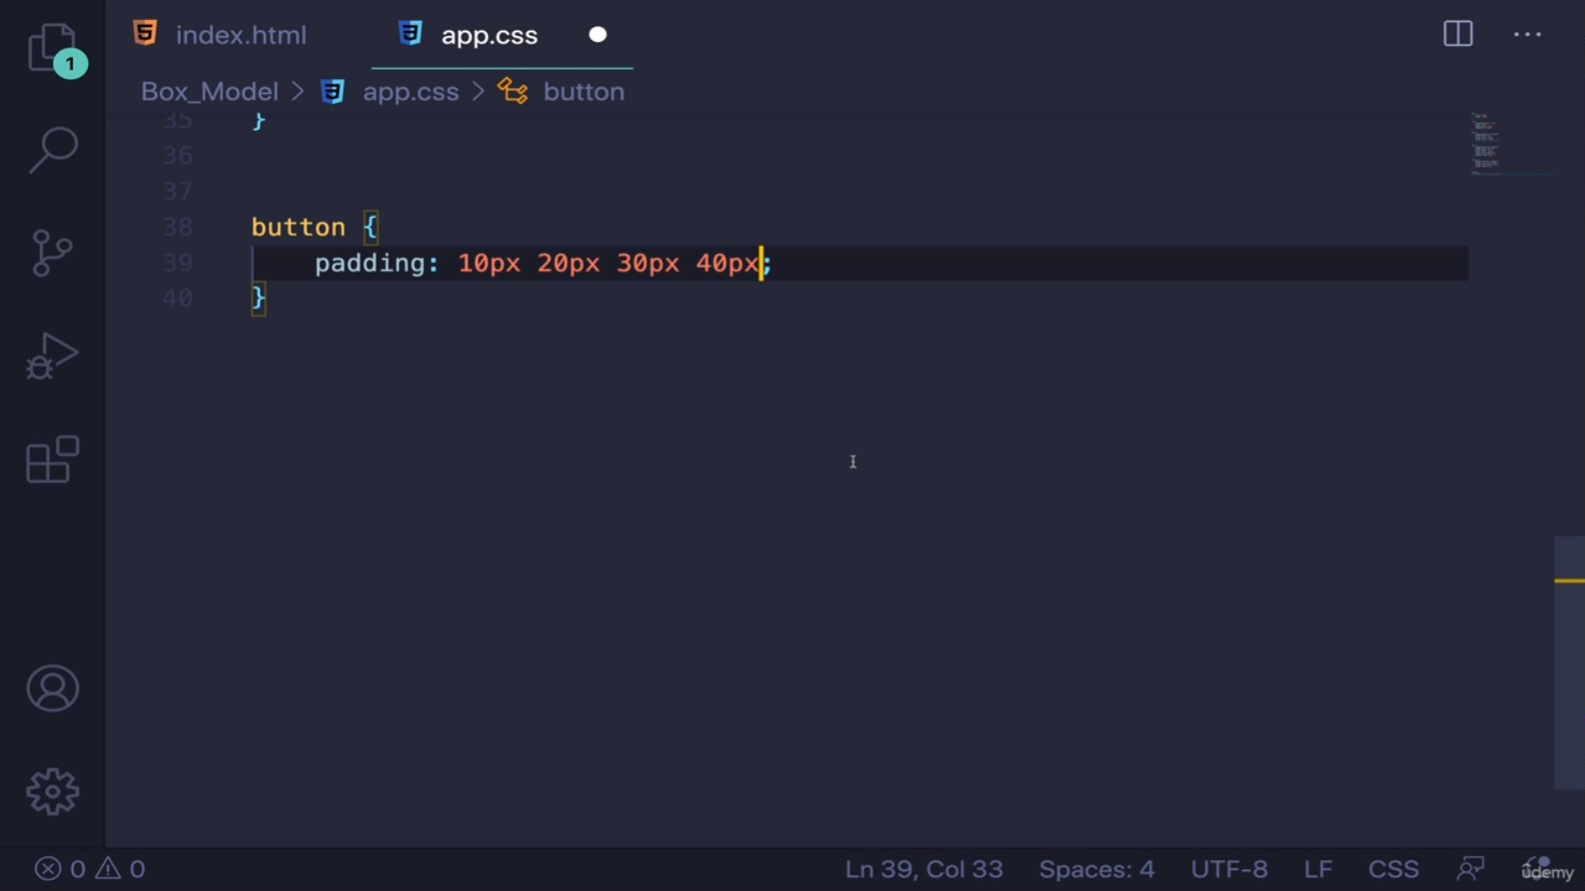 1
index.html
app.css
Box_Model > app.css > button
35 }
36
37
38 button {
39 padding: 10px 20px 30px 40px;
40 }
0 0 Ln 39, Col 33 Spaces: 4 UTF-8 LF CSS
ûdemy